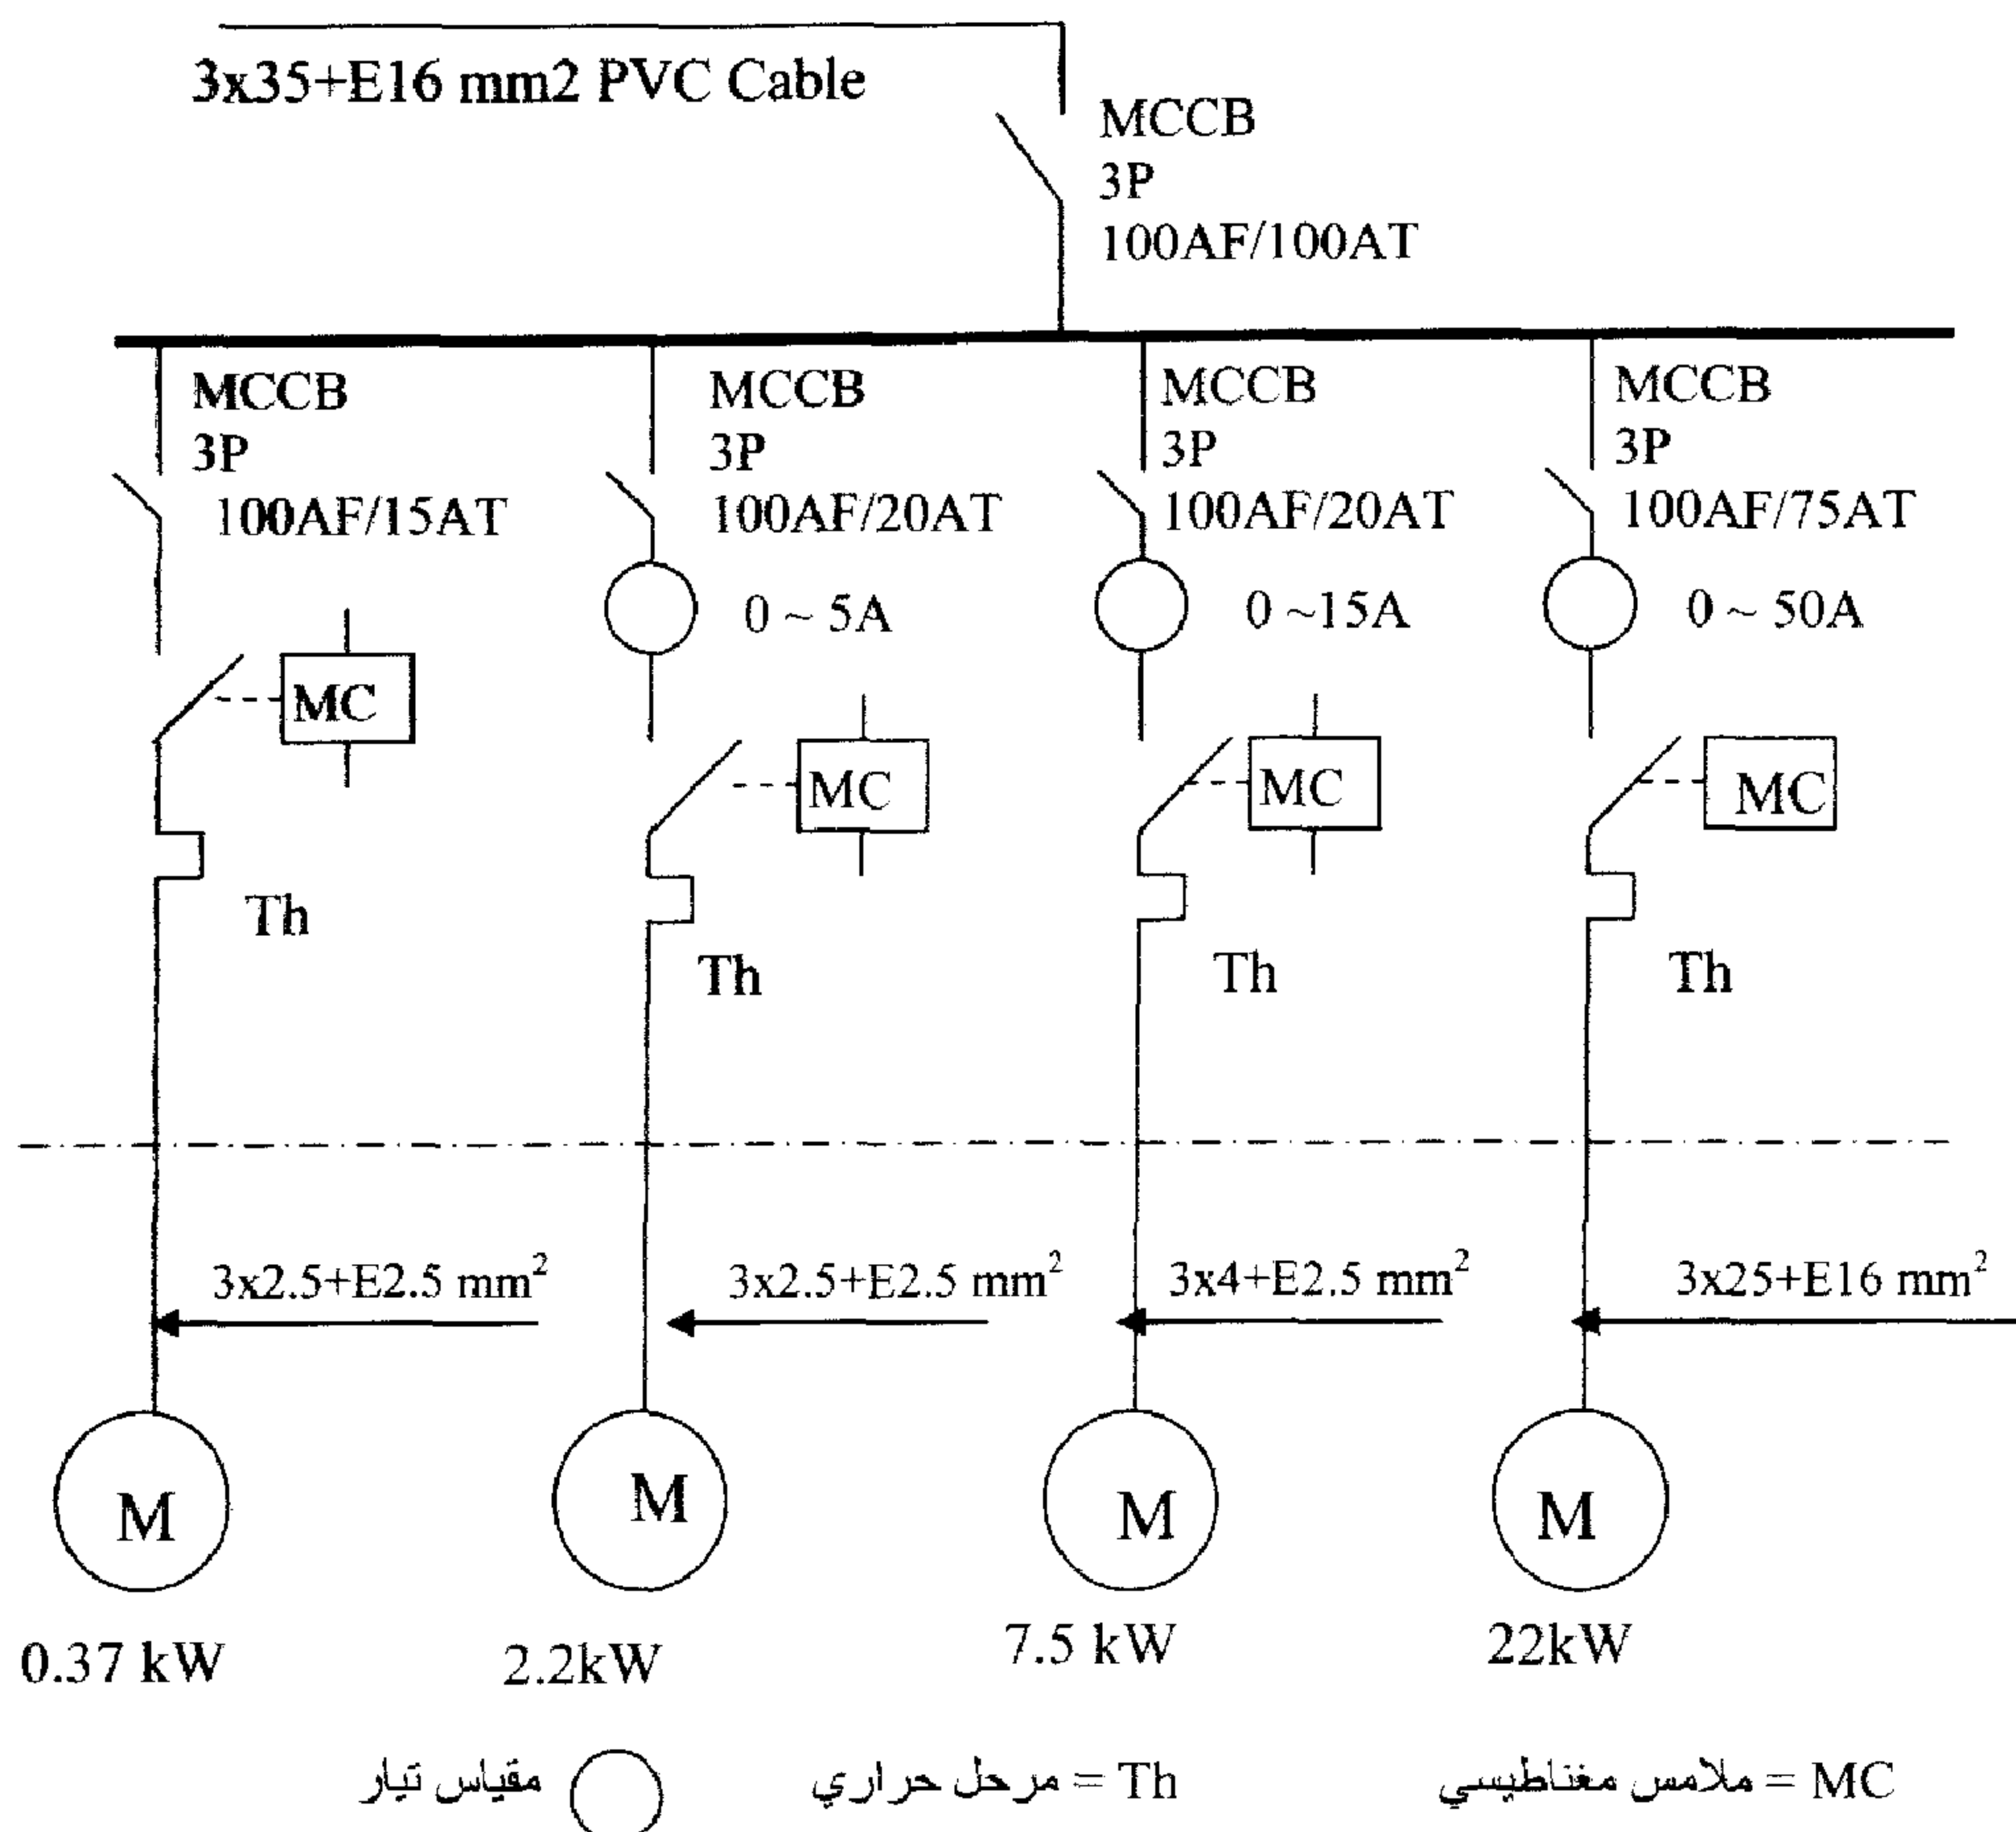 3x35+E16 mm2 PVC Cable
MCCB
3P
100AF/100AT
MCCB
3P
100AF/15AT
MCCB
3P
100AF/20AT
MCCB
3P
100AF/20AT
MCCB
3P
100AF/75AT
0 ~ 5A
0 ~15A
0 ~ 50A
MC
MC
MC
MC
Th
Th
Th
Th
3x2.5+E2.5 mm²
3x2.5+E2.5 mm²
3x4+E2.5 mm²
3x25+E16 mm²
M
M
M
M
0.37 kW
2.2kW
7.5 kW
22kW
MC = ملامس مغناطيسي
Th = مرحل حراري
مقياس تيار